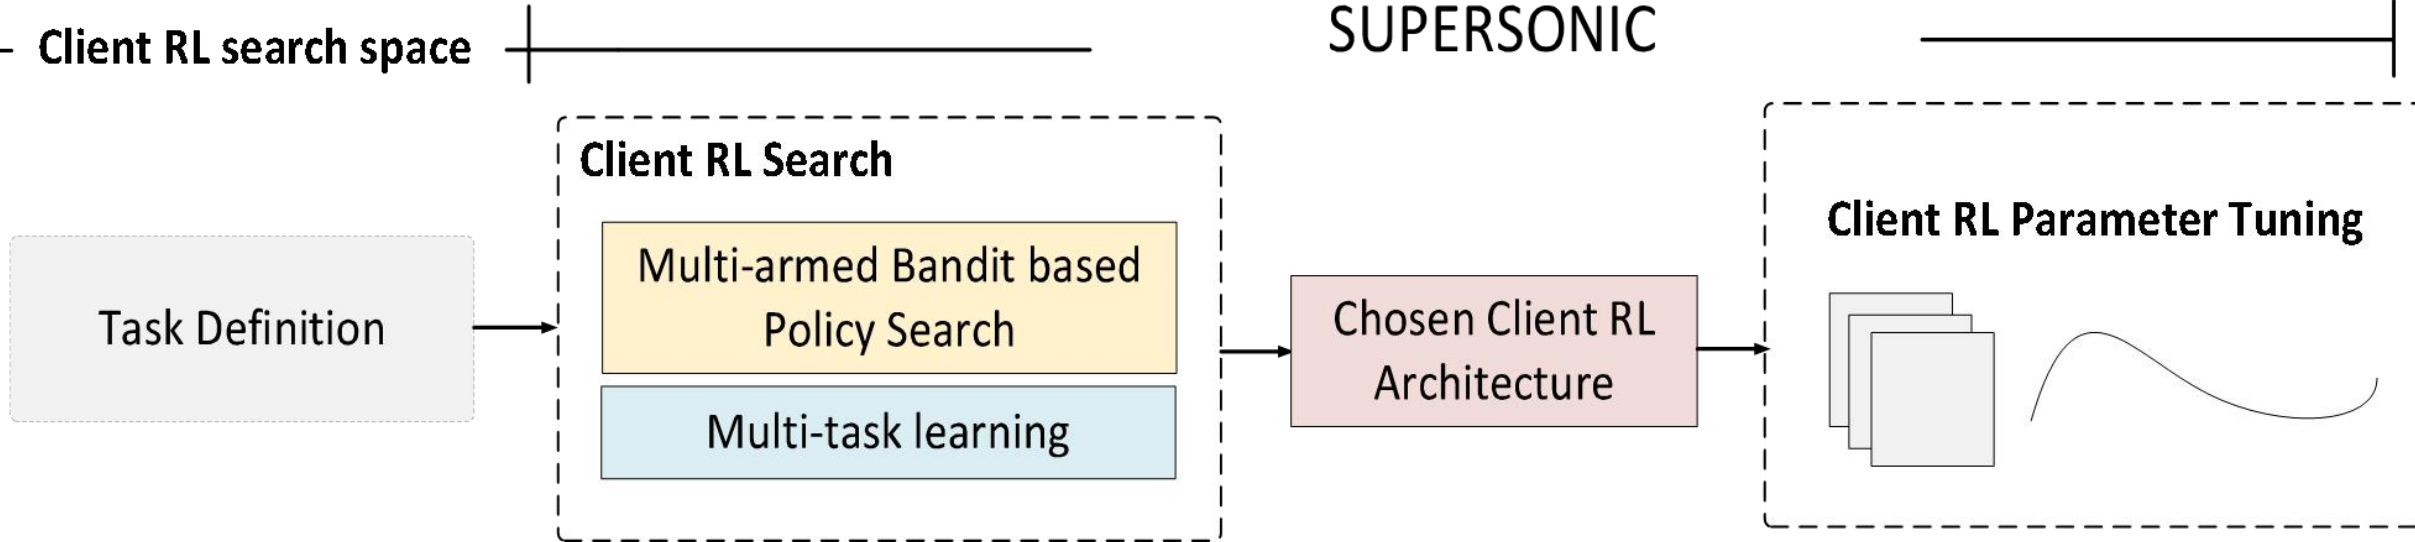 Client RL search space
SUPERSONIC
Client RL Search
Multi-armed Bandit based
Policy Search
Multi-task learning
Task Definition
Chosen Client RL
Architecture
Client RL Parameter Tuning